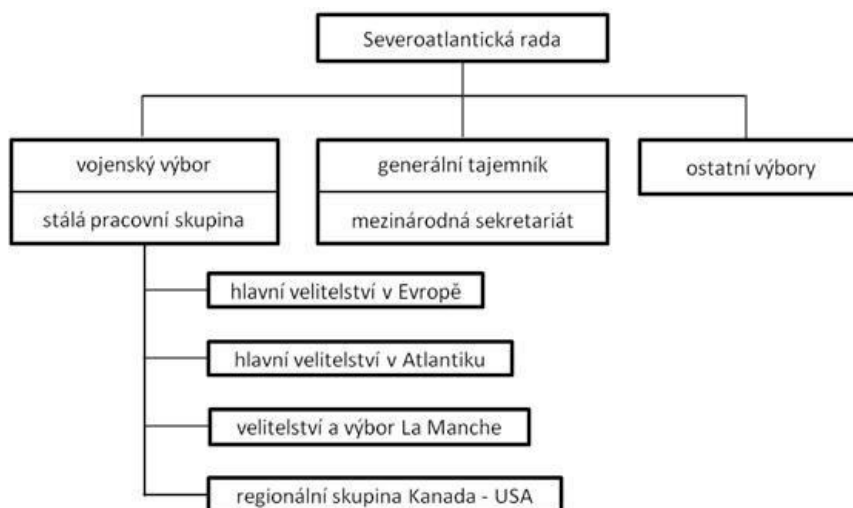 Severoatlantická rada
vojenský výbor
stálá pracovní skupina
generální tajemník
mezinárodná sekretariát
ostatní výbory
hlavní velitelství v Evropě
hlavní velitelství v Atlantiku
velitelství a výbor La Manche
regionální skupina Kanada - USA